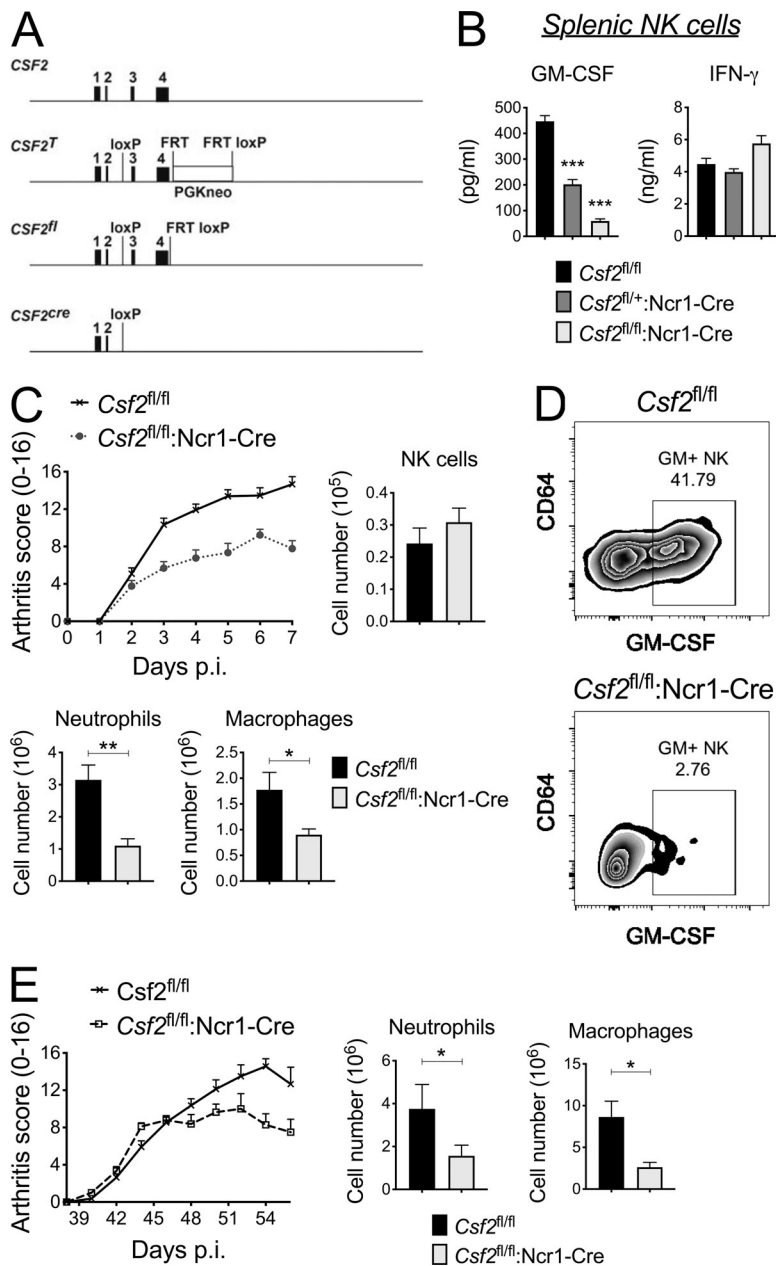 A
CSF2
1 2 3 4
CSF2T
loxP FRT FRT loxP
1 2 3 4
PGKneo
CSF2fl
loxP FRT loxP
1 2 3 4
CSF2cre
loxP
1 2
B
Splenic NK cells
GM-CSF
(pg/ml)
500
400
300
200
100
0
***
***
IFN-γ
(ng/ml)
8
6
4
2
0
Csf2fl/fl
Csf2fl/+:Ncr1-Cre
Csf2fl/fl:Ncr1-Cre
C
Csf2fl/fl
Csf2fl/fl:Ncr1-Cre
Arthritis score (0-16)
16
12
8
4
0
0 1 2 3 4 5 6 7
Days p.i.
NK cells
Cell number (10⁵)
0.4
0.3
0.2
0.1
0.0
Neutrophils
Cell number (10⁶)
4
3
2
1
0
**
Macrophages
Cell number (10⁶)
2.5
2.0
1.5
1.0
0.5
0.0
*
Csf2fl/fl
Csf2fl/fl:Ncr1-Cre
D
Csf2fl/fl
CD64
GM+ NK
41.79
GM-CSF
Csf2fl/fl:Ncr1-Cre
CD64
GM+ NK
2.76
GM-CSF
E
Csf2fl/fl
Csf2fl/fl:Ncr1-Cre
Arthritis score (0-16)
16
12
8
4
0
39 42 45 48 51 54
Days p.i.
Neutrophils
Cell number (10⁶)
6
4
2
0
*
Macrophages
Cell number (10⁶)
15
10
5
0
*
Csf2fl/fl
Csf2fl/fl:Ncr1-Cre